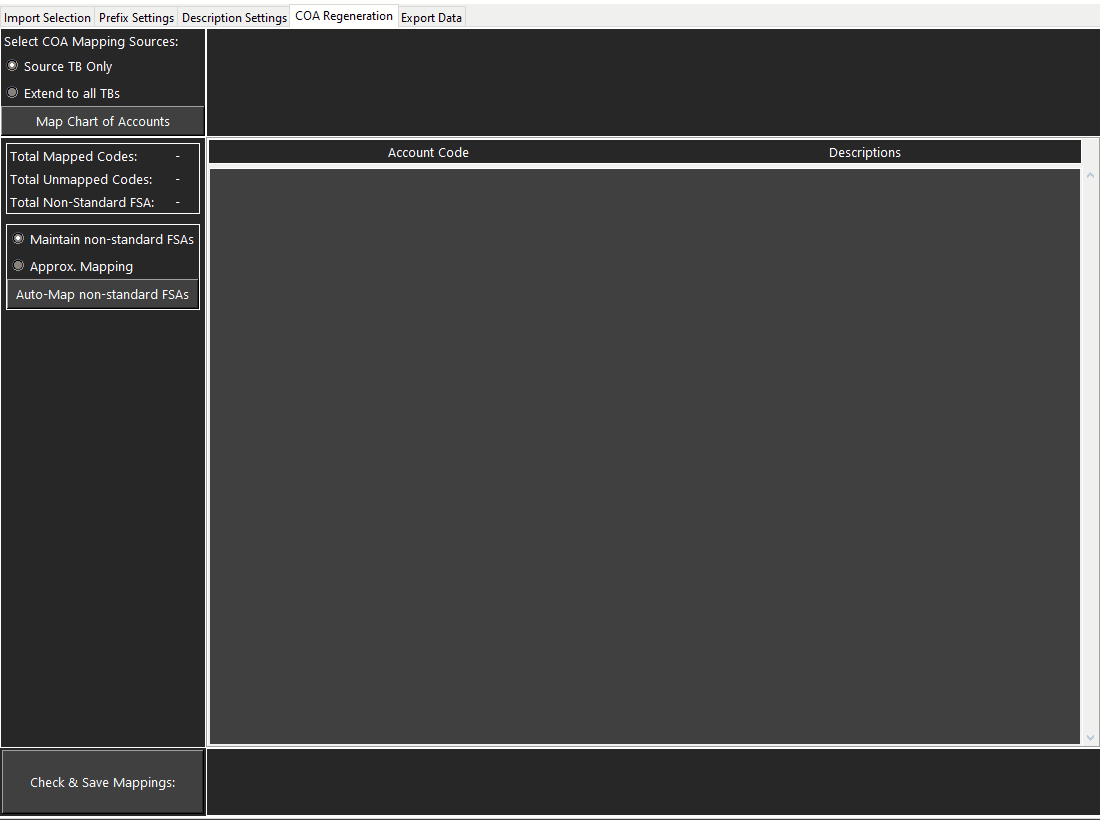 Import Selection Prefix Settings Description Settings COA Regeneration Export Data
Select COA Mapping Sources:
Source TB Only
Extend to all TBs
Map Chart of Accounts
Total Mapped Codes: -
Total Unmapped Codes: -
Total Non-Standard FSA: -
Maintain non-standard FSAs
Approx. Mapping
Auto-Map non-standard FSAs
Account Code Descriptions
Check & Save Mappings: